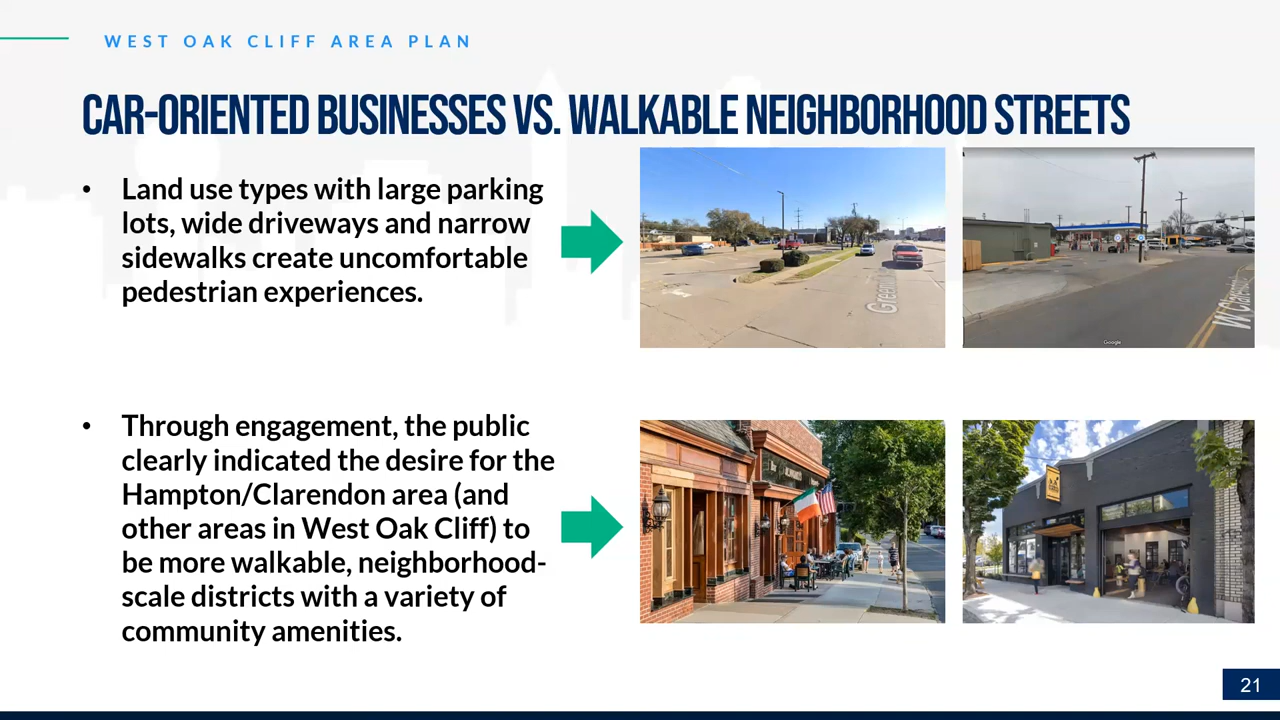 WEST OAK CLIFF AREA PLAN
CAR-ORIENTED BUSINESSES VS. WALKABLE NEIGHBORHOOD STREETS
• Land use types with large parking
lots, wide driveways and narrow
sidewalks create uncomfortable
pedestrian experiences.
Google
• Through engagement, the public
clearly indicated the desire for the
Hampton/Clarendon area (and
other areas in West Oak Cliff) to
be more walkable, neighborhood-
scale districts with a variety of
community amenities.
21